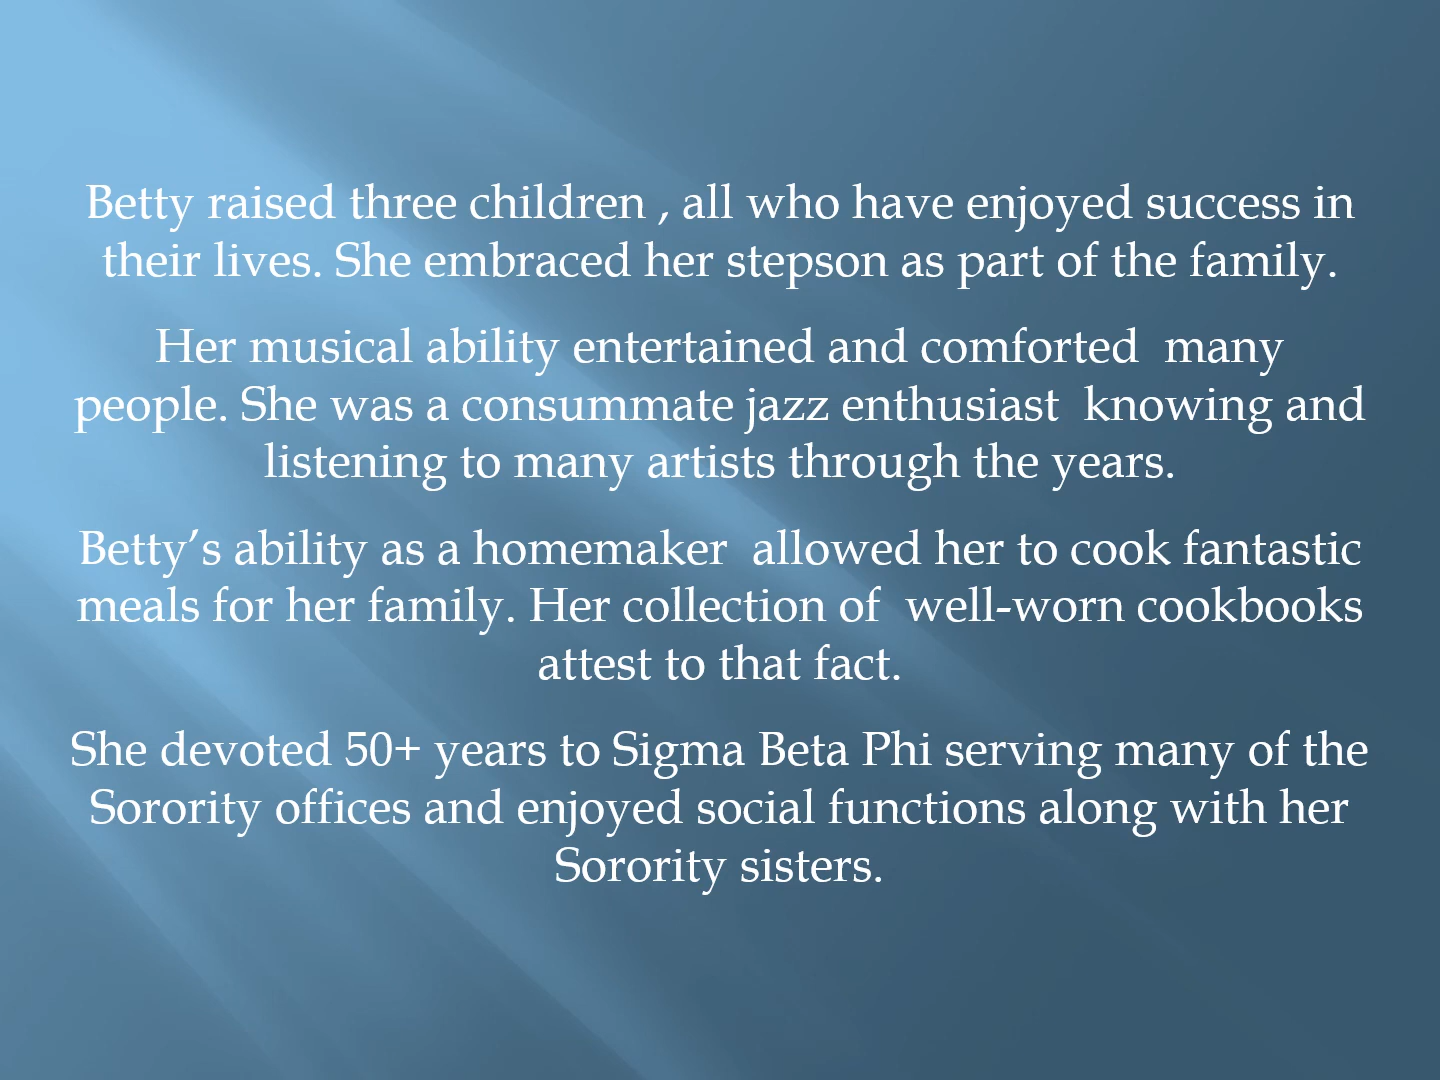 Betty raised three children , all who have enjoyed success in
their lives. She embraced her stepson as part of the family.
Her musical ability entertained and comforted  many
people. She was a consummate jazz enthusiast  knowing and
listening to many artists through the years.
Betty’s ability as a homemaker  allowed her to cook fantastic
meals for her family. Her collection of  well-worn cookbooks
attest to that fact.
She devoted 50+ years to Sigma Beta Phi serving many of the
Sorority offices and enjoyed social functions along with her
Sorority sisters.